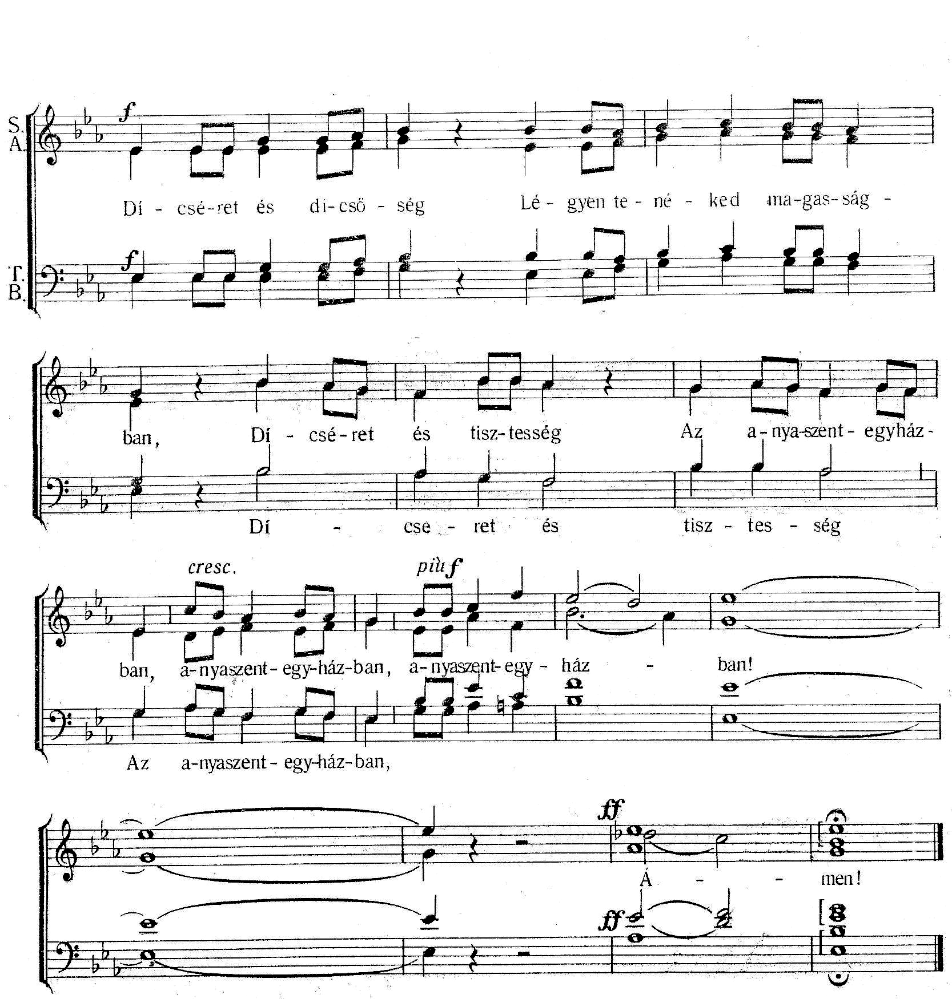 f
S.
A.
Dí - csé-ret és di-cső - ség Lé - gyen te - né - ked ma-gas-ság -
f
T.
B.
ban, Dí - csé-ret és tisz-tesség Az a-nya-szent-egyház-
Dí - cse - ret és tisz - tes - ség
cresc. più f
ban, a-nyaszent-egy-ház-ban, a-nyaszent-egy - ház - ban!
Az a-nyaszent-egy-ház-ban,
ff
Á - - men!
ff